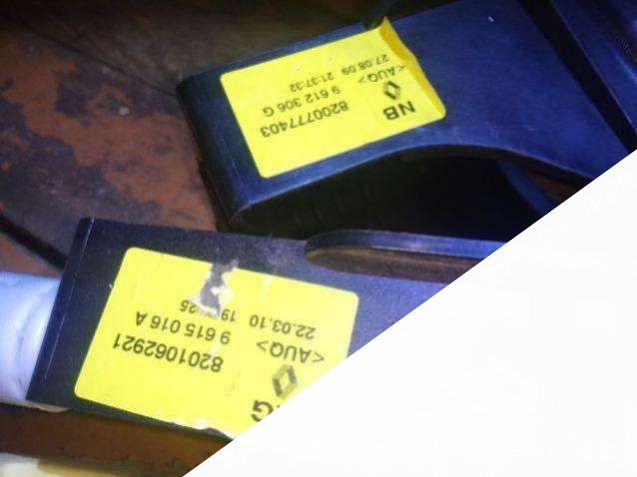 NB
8200777403
9 612 306 G
<AUQ>
27.08.09 21:37:32
8201062921
9 615 016 A
<AUQ>
22.03.10